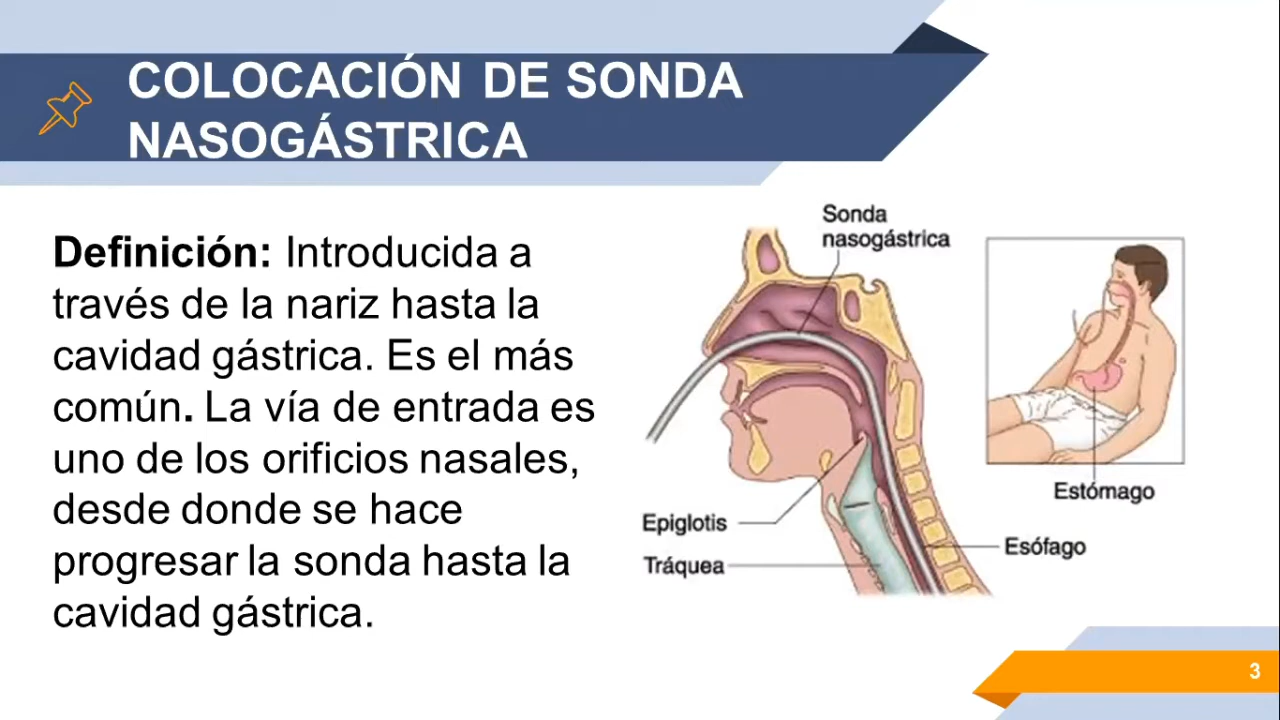 COLOCACIÓN DE SONDA
NASOGÁSTRICA
Definición: Introducida a
través de la nariz hasta la
cavidad gástrica. Es el más
común. La vía de entrada es
uno de los orificios nasales,
desde donde se hace
progresar la sonda hasta la
cavidad gástrica.
Sonda
nasogástrica
Estómago
Epiglotis
Esófago
Tráquea
3